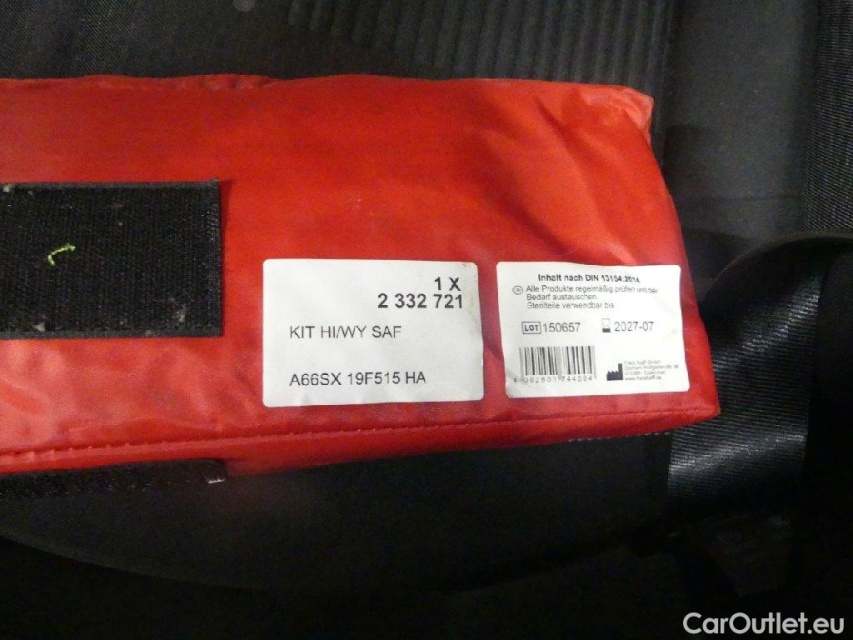 1 X
2 332 721
KIT HI/WY SAF
A66SX 19F515 HA
Inhalt nach DIN 13164:2014
Alle Produkte regelmäßig prüfen und bei
Bedarf austauschen.
Sterilteile verwendbar bis
LOT 150657 2027-07
CarOutlet.eu